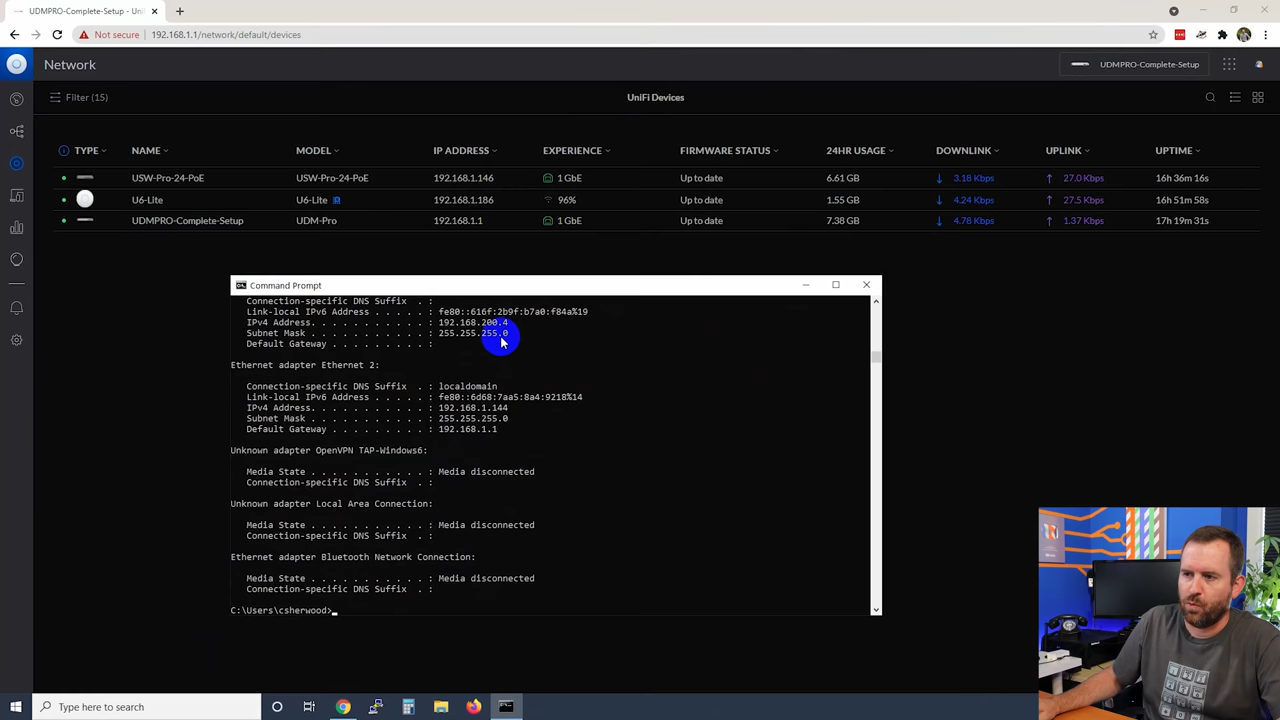 UDMPRO-Complete-Setup - Uni
Not secure 192.168.1.1/network/default/devices
Network
UDMPRO-Complete-Setup
Filter (15)
UniFi Devices
TYPE NAME MODEL IP ADDRESS EXPERIENCE FIRMWARE STATUS 24HR USAGE DOWNLINK UPLINK UPTIME
USW-Pro-24-PoE USW-Pro-24-PoE 192.168.1.146 1 GbE Up to date 6.61 GB 3.18 Kbps 27.0 Kbps 16h 36m 16s
U6-Lite U6-Lite 192.168.1.186 96% Up to date 1.55 GB 4.24 Kbps 27.5 Kbps 16h 51m 58s
UDMPRO-Complete-Setup UDM-Pro 192.168.1.1 1 GbE Up to date 7.38 GB 4.78 Kbps 1.37 Kbps 17h 19m 31s
Command Prompt
Connection-specific DNS Suffix . :
Link-local IPv6 Address . . . . . : fe80::616f:2b9f:b7a0:f84a%19
IPv4 Address. . . . . . . . . . . : 192.168.200.4
Subnet Mask . . . . . . . . . . . : 255.255.255.0
Default Gateway . . . . . . . . . :
Ethernet adapter Ethernet 2:
Connection-specific DNS Suffix . : localdomain
Link-local IPv6 Address . . . . . : fe80::6d68:7aa5:8a4:9218%14
IPv4 Address. . . . . . . . . . . : 192.168.1.144
Subnet Mask . . . . . . . . . . . : 255.255.255.0
Default Gateway . . . . . . . . . : 192.168.1.1
Unknown adapter OpenVPN TAP-Windows6:
Media State . . . . . . . . . . . : Media disconnected
Connection-specific DNS Suffix . :
Unknown adapter Local Area Connection:
Media State . . . . . . . . . . . : Media disconnected
Connection-specific DNS Suffix . :
Ethernet adapter Bluetooth Network Connection:
Media State . . . . . . . . . . . : Media disconnected
Connection-specific DNS Suffix . :
C:\Users\csherwood>
Type here to search